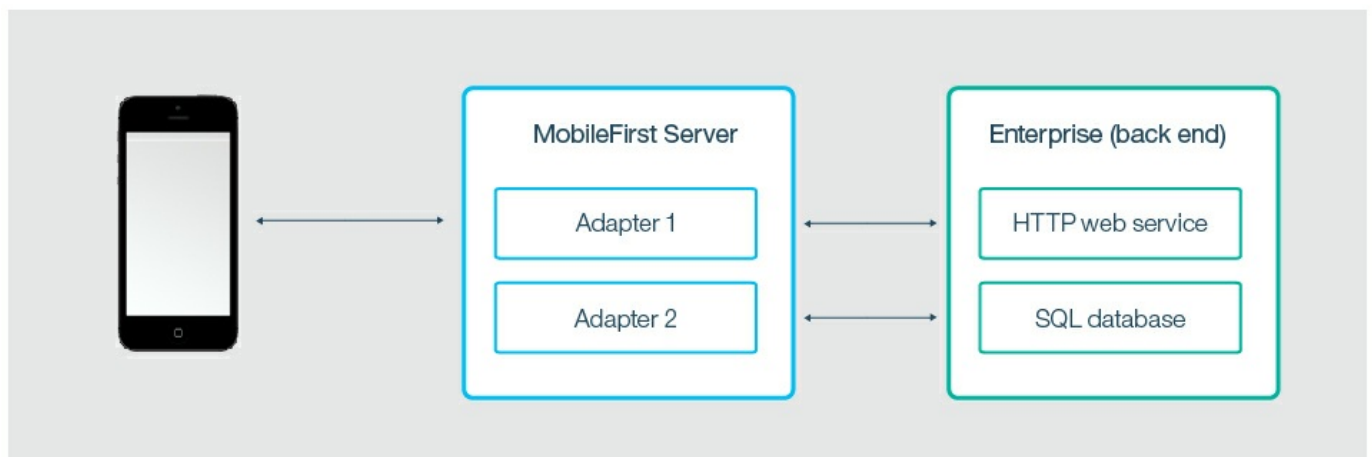 MobileFirst Server
Adapter 1
Adapter 2
Enterprise (back end)
HTTP web service
SQL database